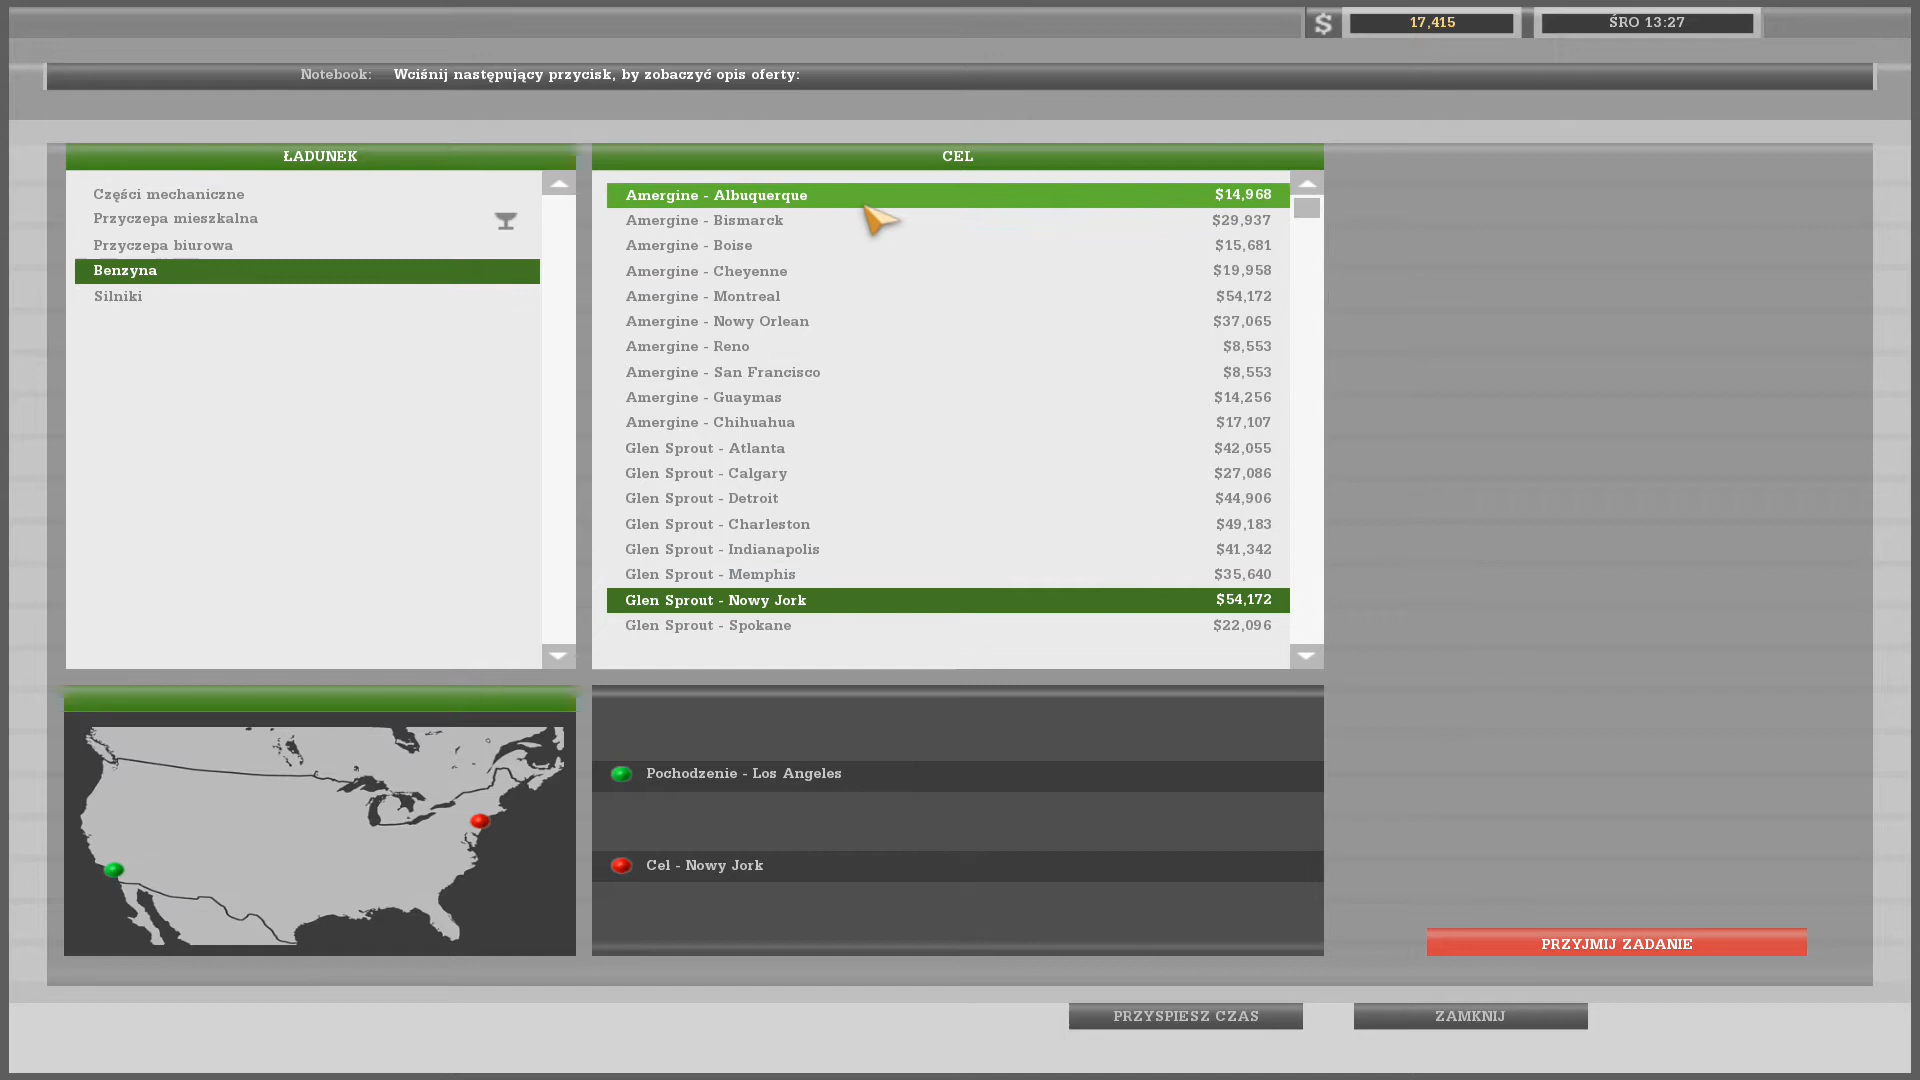 $ 17,415 ŚRO 13:27
Notebook: Wciśnij następujący przycisk, by zobaczyć opis oferty:
ŁADUNEK
Części mechaniczne
Przyczepa mieszkalna
Przyczepa biurowa
Benzyna
Silniki
CEL
Amergine - Albuquerque $14,968
Amergine - Bismarck $29,937
Amergine - Boise $15,681
Amergine - Cheyenne $19,958
Amergine - Montreal $54,172
Amergine - Nowy Orlean $37,065
Amergine - Reno $8,553
Amergine - San Francisco $8,553
Amergine - Guaymas $14,256
Amergine - Chihuahua $17,107
Glen Sprout - Atlanta $42,055
Glen Sprout - Calgary $27,086
Glen Sprout - Detroit $44,906
Glen Sprout - Charleston $49,183
Glen Sprout - Indianapolis $41,342
Glen Sprout - Memphis $35,640
Glen Sprout - Nowy Jork $54,172
Glen Sprout - Spokane $22,096
Pochodzenie - Los Angeles
Cel - Nowy Jork
PRZYJMIJ ZADANIE
PRZYSPIESZ CZAS
ZAMKNIJ